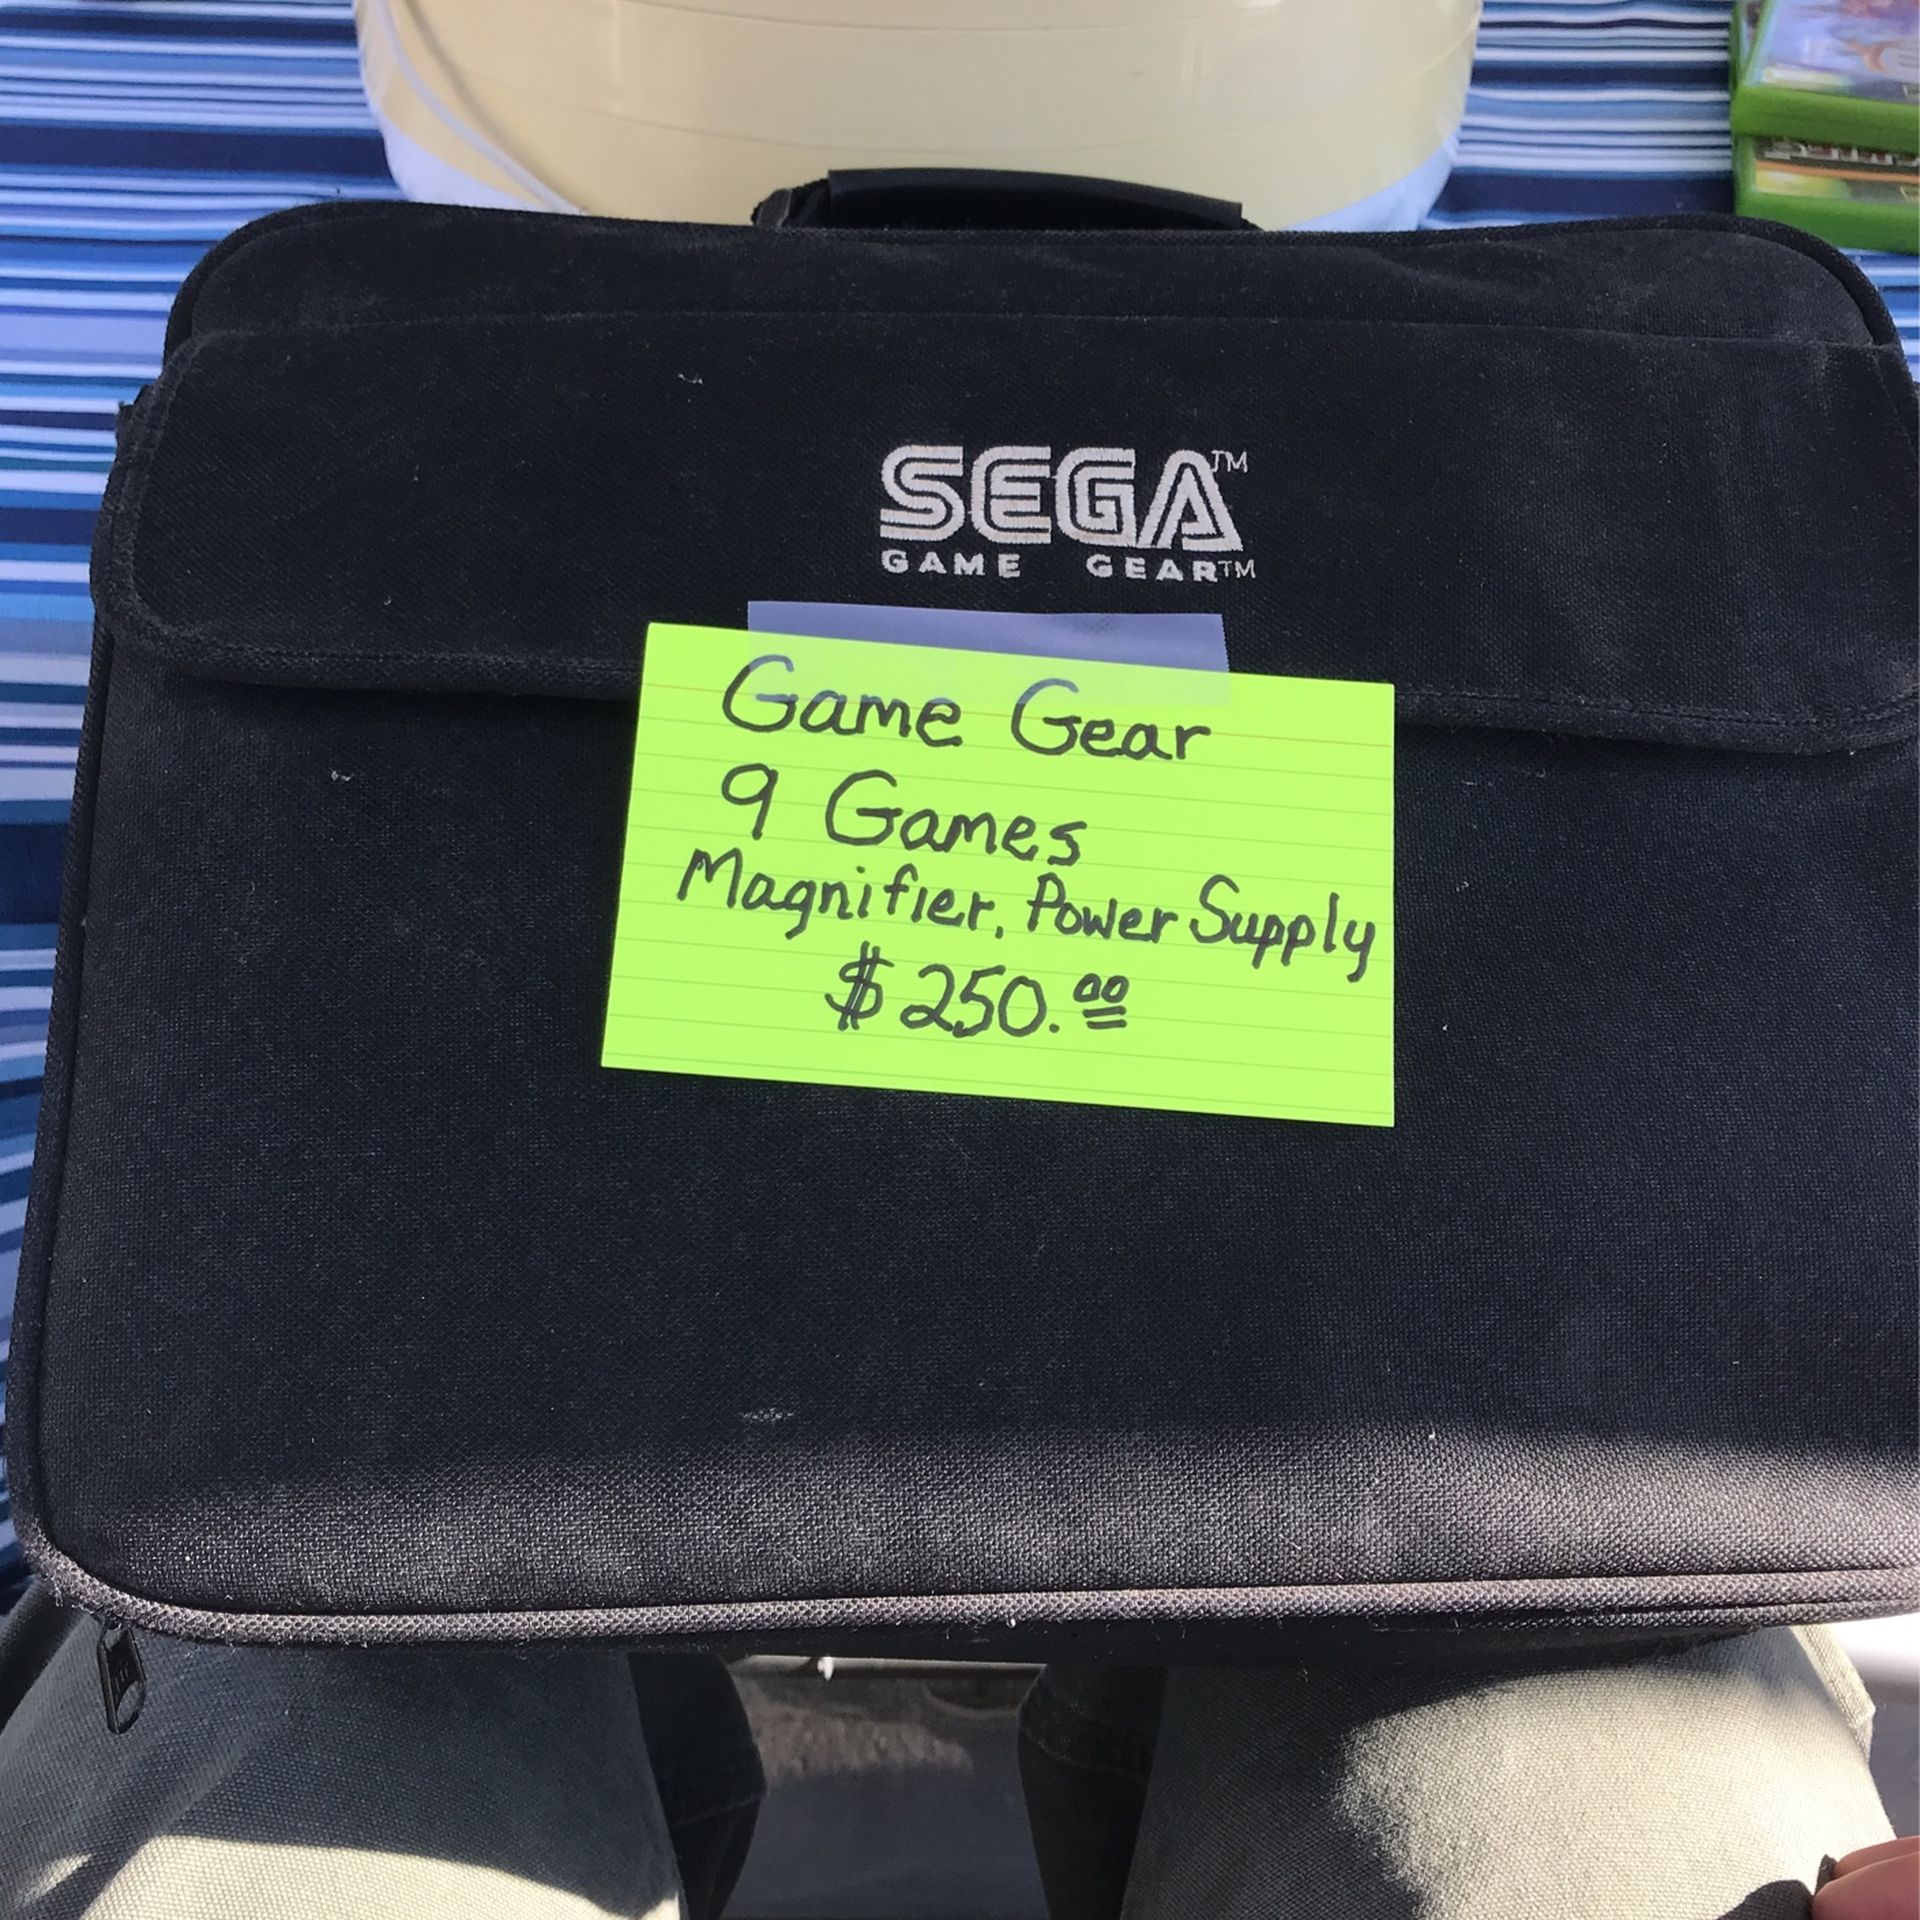 SEGA™
GAME GEAR™
Game Gear
9 Games
Magnifier, Power Supply
$250.00